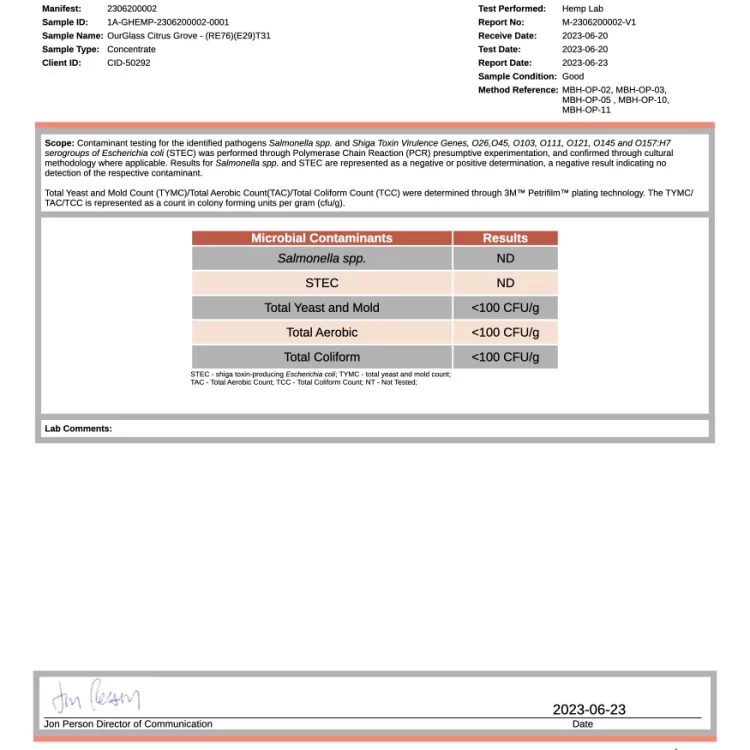 Manifest: 2306200002
Sample ID: 1A-GHEMP-2306200002-0001
Sample Name: OurGlass Citrus Grove - (RE76)(E29)T31
Sample Type: Concentrate
Client ID: CID-50292
Test Performed: Hemp Lab
Report No: M-2306200002-V1
Receive Date: 2023-06-20
Test Date: 2023-06-20
Report Date: 2023-06-23
Sample Condition: Good
Method Reference: MBH-OP-02, MBH-OP-03,
MBH-OP-05 , MBH-OP-10,
MBH-OP-11
Scope: Contaminant testing for the identified pathogens Salmonella spp. and Shiga Toxin Virulence Genes, O26,O45, O103, O111, O121, O145 and O157:H7
serogroups of Escherichia coli (STEC) was performed through Polymerase Chain Reaction (PCR) presumptive experimentation, and confirmed through cultural
methodology where applicable. Results for Salmonella spp. and STEC are represented as a negative or positive determination, a negative result indicating no
detection of the respective contaminant.
Total Yeast and Mold Count (TYMC)/Total Aerobic Count(TAC)/Total Coliform Count (TCC) were determined through 3M™ Petrifilm™ plating technology. The TYMC/
TAC/TCC is represented as a count in colony forming units per gram (cfu/g).
Microbial Contaminants Results
Salmonella spp. ND
STEC ND
Total Yeast and Mold <100 CFU/g
Total Aerobic <100 CFU/g
Total Coliform <100 CFU/g
STEC - shiga toxin-producing Escherichia coli; TYMC - total yeast and mold count;
TAC - Total Aerobic Count; TCC - Total Coliform Count; NT - Not Tested;
Lab Comments:
Jon Person
2023-06-23
Jon Person Director of Communication
Date